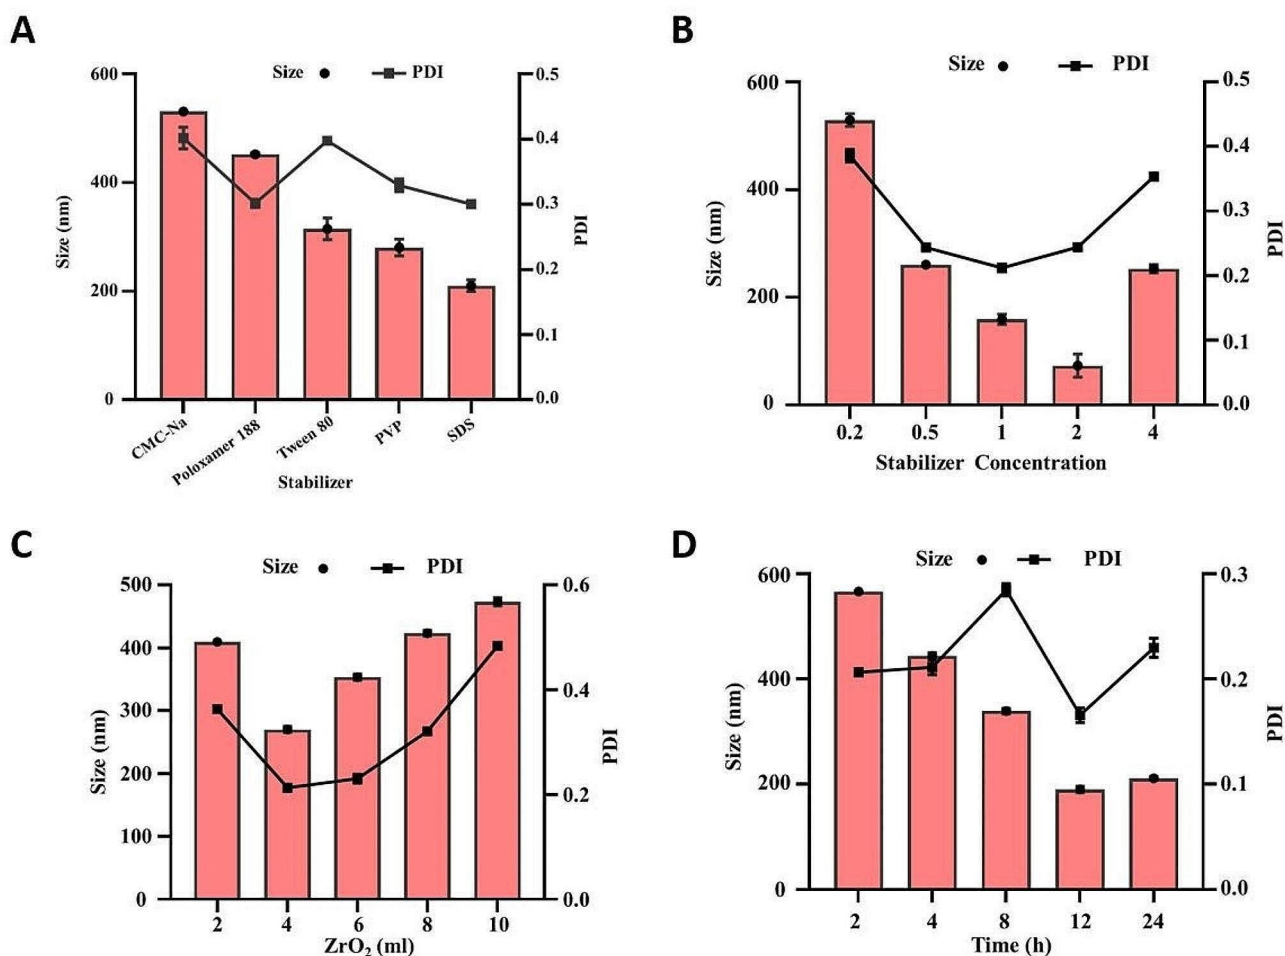 A
Size PDI
600
400
200
0
0.5
0.4
0.3
0.2
0.1
0.0
Size (nm)
PDI
CMC-Na
Poloxamer 188
Tween 80
PVP
SDS
Stabilizer
B
Size PDI
600
400
200
0
0.5
0.4
0.3
0.2
0.1
0.0
Size (nm)
PDI
0.2 0.5 1 2 4
Stabilizer Concentration
C
Size PDI
500
400
300
200
100
0
0.6
0.4
0.2
0.0
Size (nm)
PDI
2 4 6 8 10
ZrO₂ (ml)
D
Size PDI
600
400
200
0
0.3
0.2
0.1
0.0
Size (nm)
PDI
2 4 8 12 24
Time (h)